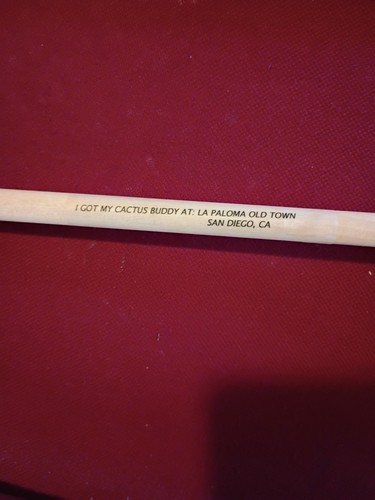 I GOT MY CACTUS BUDDY AT: LA PALOMA OLD TOWN
SAN DIEGO, CA